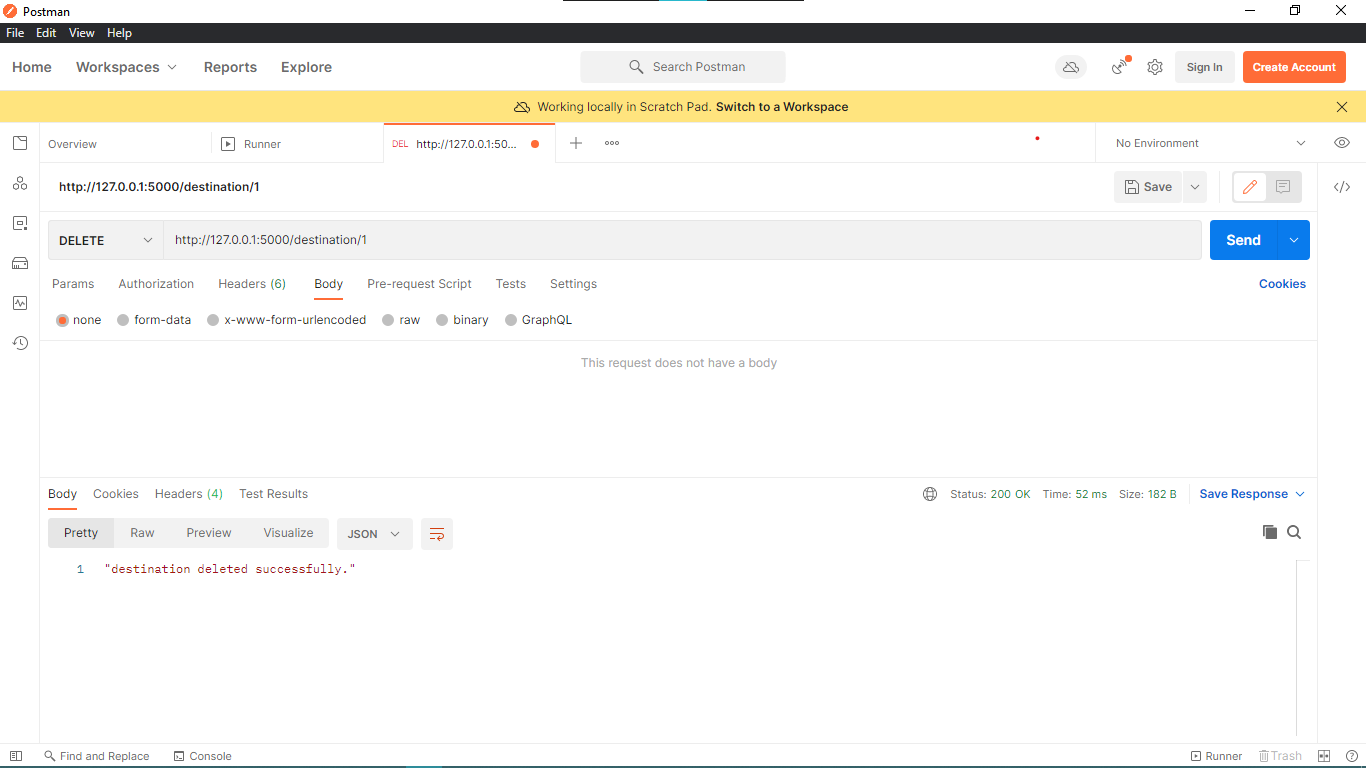 Postman
File Edit View Help
Home Workspaces Reports Explore Search Postman Sign In Create Account
Working locally in Scratch Pad. Switch to a Workspace
Overview Runner DEL http://127.0.0.1:50... No Environment
http://127.0.0.1:5000/destination/1 Save
DELETE http://127.0.0.1:5000/destination/1 Send
Params Authorization Headers (6) Body Pre-request Script Tests Settings Cookies
none form-data x-www-form-urlencoded raw binary GraphQL
This request does not have a body
Body Cookies Headers (4) Test Results Status: 200 OK Time: 52 ms Size: 182 B Save Response
Pretty Raw Preview Visualize JSON
1 "destination deleted successfully."
Find and Replace Console Runner Trash